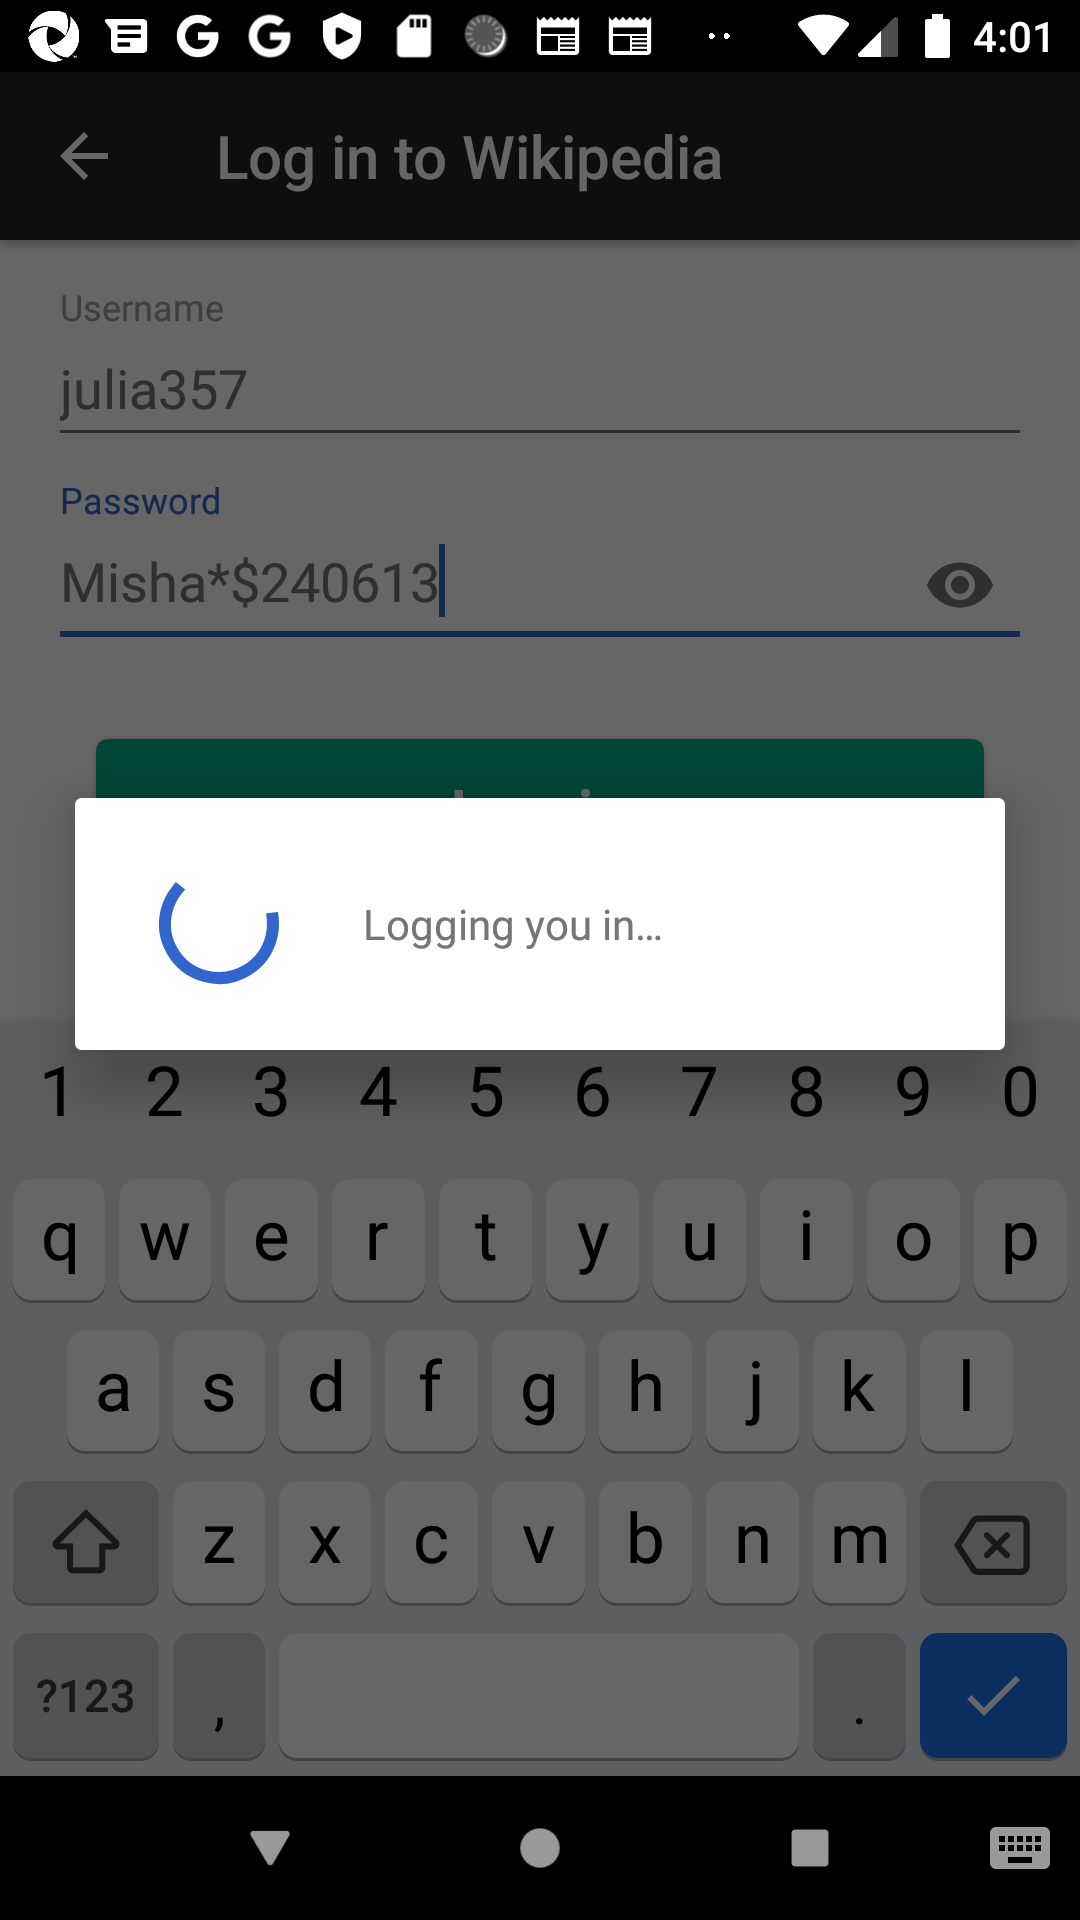 4:01
Log in to Wikipedia
Username
julia357
Password
Misha*$240613
Logging you in...
1 2 3 4 5 6 7 8 9 0
q w e r t y u i o p
a s d f g h j k l
z x c v b n m
?123 , .